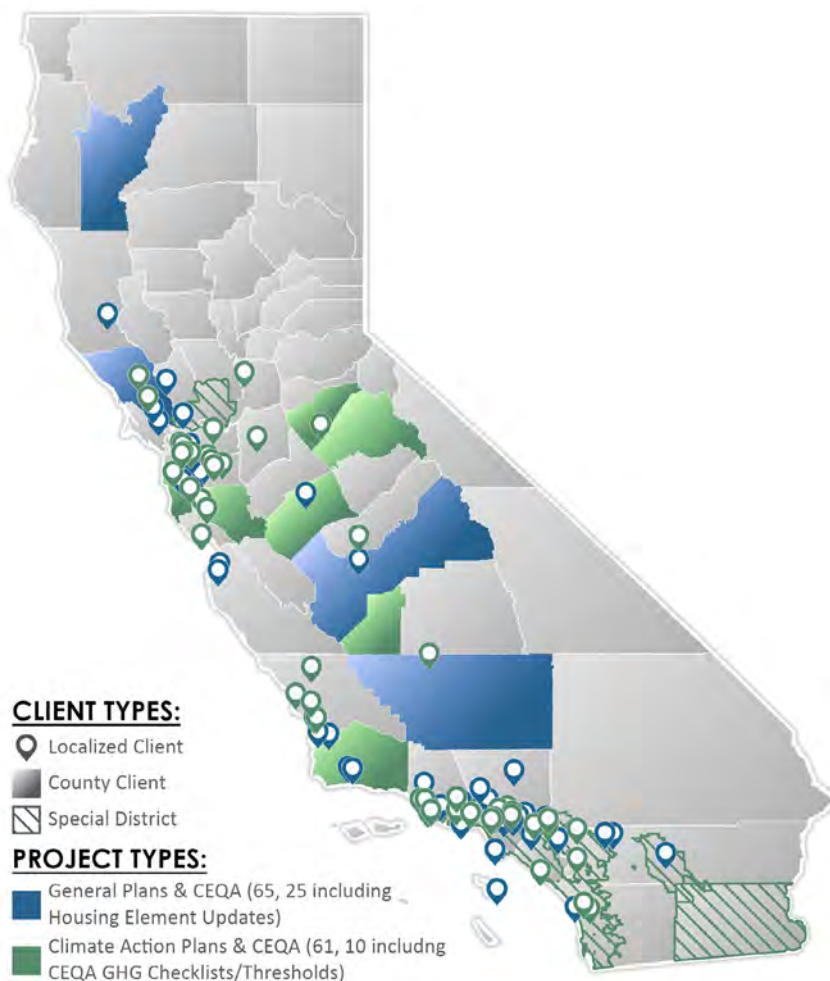 CLIENT TYPES:
Localized Client
County Client
Special District
PROJECT TYPES:
General Plans & CEQA (65, 25 including
Housing Element Updates)
Climate Action Plans & CEQA (61, 10 includng
CEQA GHG Checklists/Thresholds)